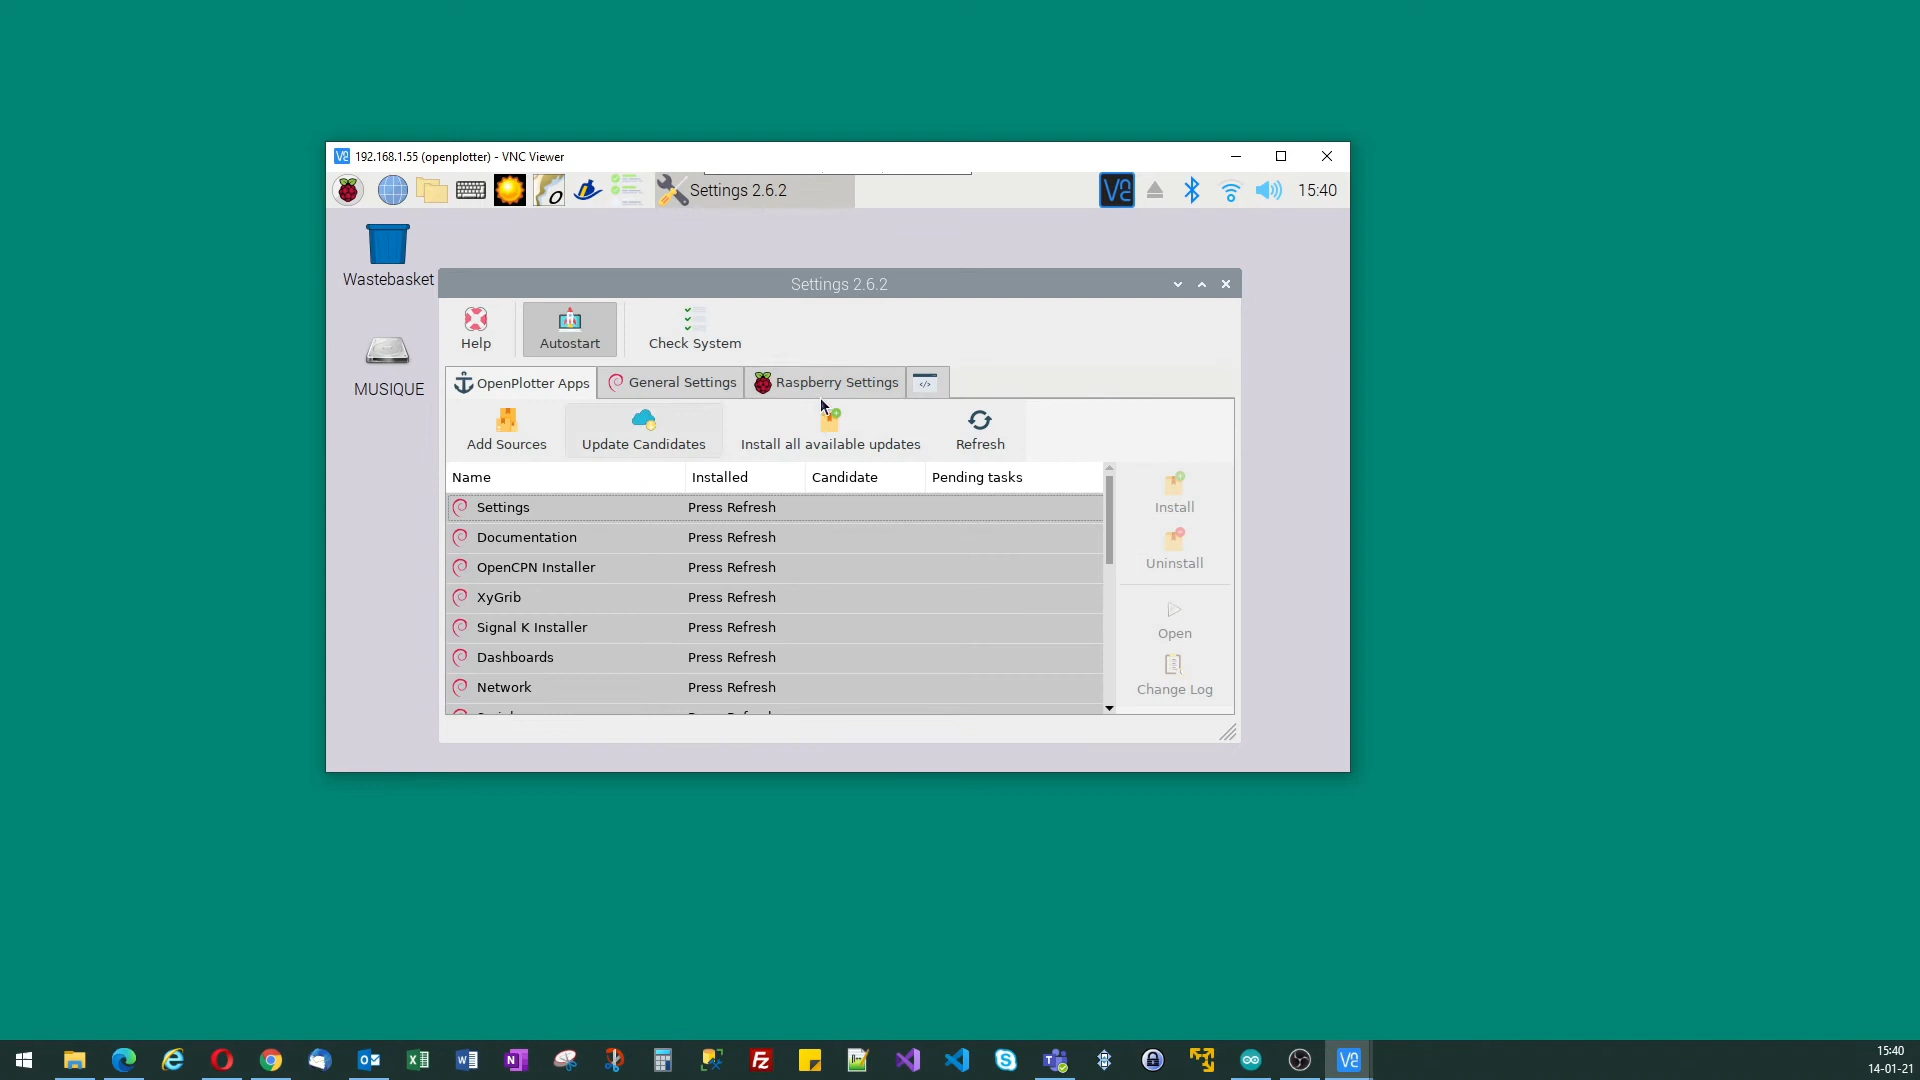 192.168.1.55 (openplotter) - VNC Viewer
Settings 2.6.2
15:40
Wastebasket
MUSIQUE
Settings 2.6.2
Help
Autostart
Check System
OpenPlotter Apps
General Settings
Raspberry Settings
Add Sources
Update Candidates
Install all available updates
Refresh
Name Installed Candidate Pending tasks
Settings Press Refresh
Documentation Press Refresh
OpenCPN Installer Press Refresh
XyGrib Press Refresh
Signal K Installer Press Refresh
Dashboards Press Refresh
Network Press Refresh
Install
Uninstall
Open
Change Log
15:40
14-01-21